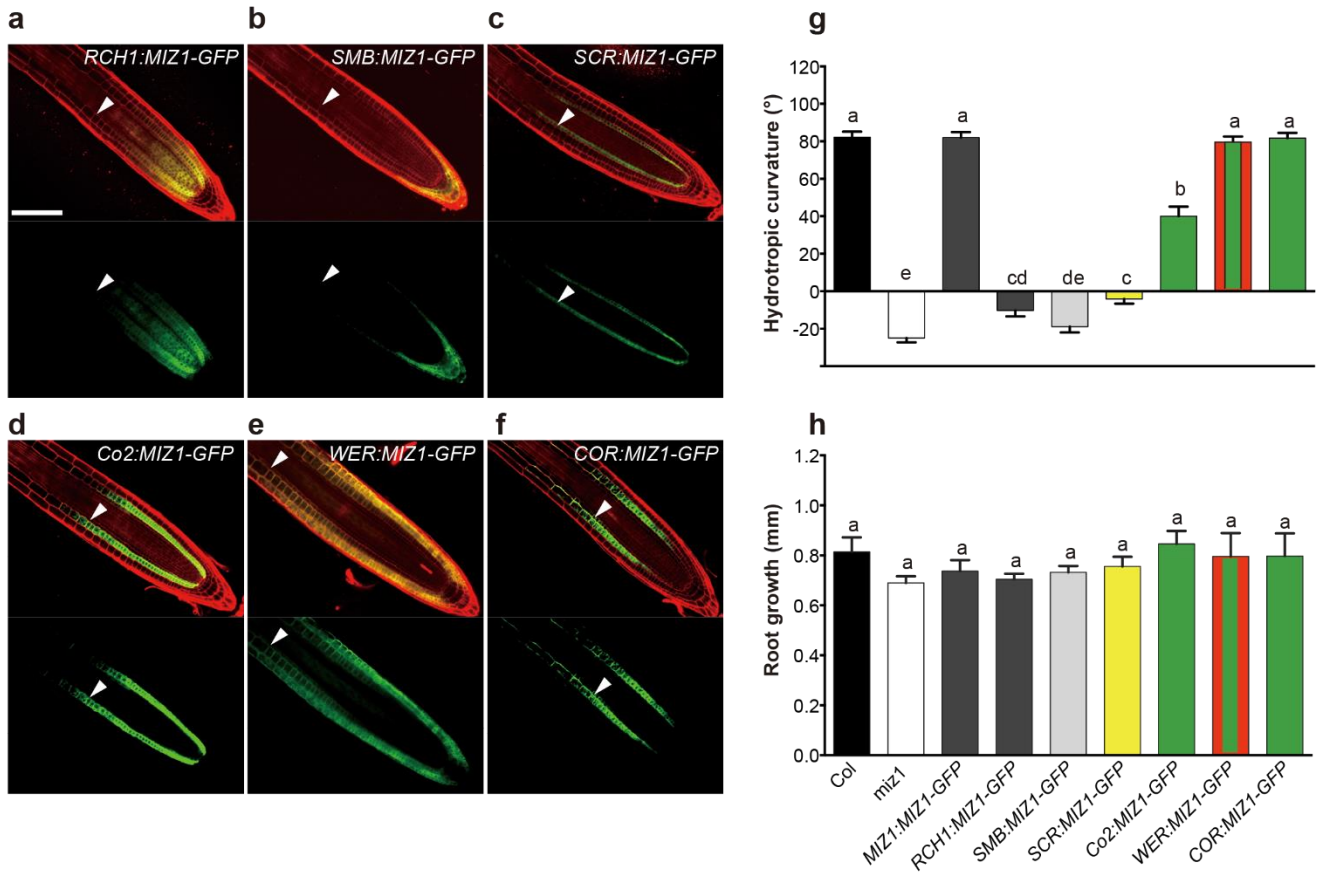 a
RCH1:MIZ1-GFP
b
SMB:MIZ1-GFP
c
SCR:MIZ1-GFP
d
Co2:MIZ1-GFP
e
WER:MIZ1-GFP
f
COR:MIZ1-GFP
g
Hydrotropic curvature (°)
120
100
80
60
40
20
0
-20
a
e
a
cd
de
c
b
a
a
h
Root growth (mm)
1.2
1.0
0.8
0.6
0.4
0.2
0.0
a
a
a
a
a
a
a
a
a
Col
miz1
MIZ1:MIZ1-GFP
RCH1:MIZ1-GFP
SMB:MIZ1-GFP
SCR:MIZ1-GFP
Co2:MIZ1-GFP
WER:MIZ1-GFP
COR:MIZ1-GFP